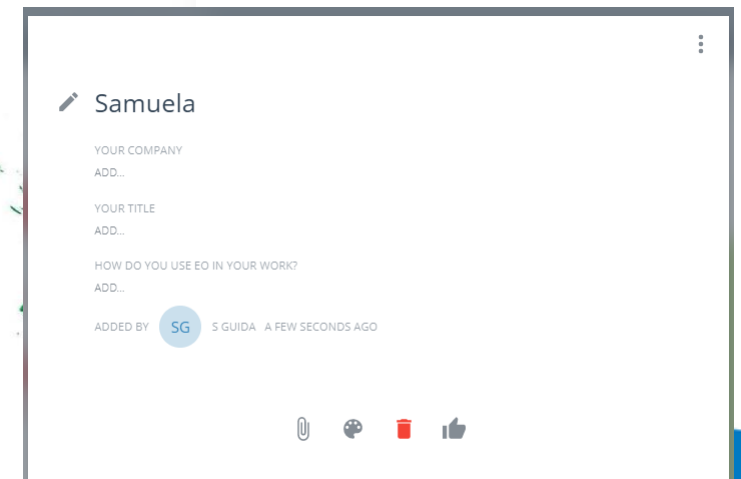 Samuela
YOUR COMPANY
ADD...
YOUR TITLE
ADD...
HOW DO YOU USE EO IN YOUR WORK?
ADD...
ADDED BY SG S GUIDA A FEW SECONDS AGO